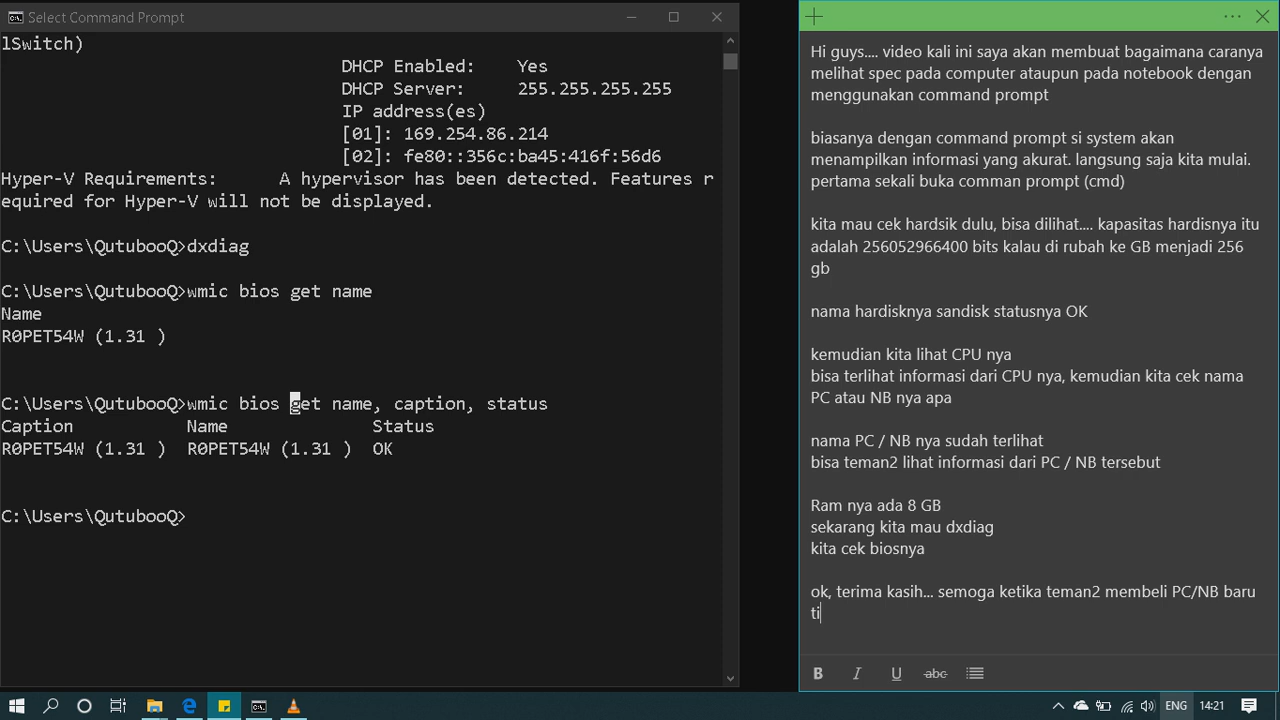 Select Command Prompt
lSwitch)
DHCP Enabled: Yes
DHCP Server: 255.255.255.255
IP address(es)
[01]: 169.254.86.214
[02]: fe80::356c:ba45:416f:56d6
Hyper-V Requirements: A hypervisor has been detected. Features r
equired for Hyper-V will not be displayed.
C:\Users\QutubooQ>dxdiag
C:\Users\QutubooQ>wmic bios get name
Name
R0PET54W (1.31 )
C:\Users\QutubooQ>wmic bios get name, caption, status
Caption Name Status
R0PET54W (1.31 ) R0PET54W (1.31 ) OK
C:\Users\QutubooQ>
Hi guys.... video kali ini saya akan membuat bagaimana caranya
melihat spec pada computer ataupun pada notebook dengan
menggunakan command prompt
biasanya dengan command prompt si system akan
menampilkan informasi yang akurat. langsung saja kita mulai.
pertama sekali buka comman prompt (cmd)
kita mau cek hardsik dulu, bisa dilihat.... kapasitas hardisnya itu
adalah 256052966400 bits kalau di rubah ke GB menjadi 256
gb
nama hardisknya sandisk statusnya OK
kemudian kita lihat CPU nya
bisa terlihat informasi dari CPU nya, kemudian kita cek nama
PC atau NB nya apa
nama PC / NB nya sudah terlihat
bisa teman2 lihat informasi dari PC / NB tersebut
Ram nya ada 8 GB
sekarang kita mau dxdiag
kita cek biosnya
ok, terima kasih... semoga ketika teman2 membeli PC/NB baru
ti
B I U abc
ENG 14:21